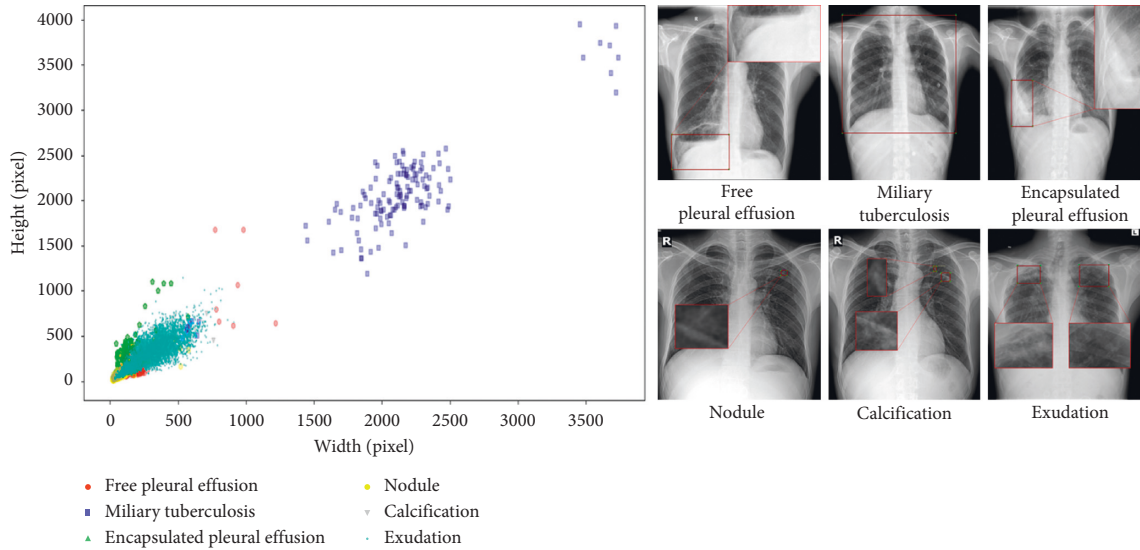 4000
3500
3000
2500
2000
1500
1000
500
0
Height (pixel)
0 500 1000 1500 2000 2500 3500
Width (pixel)
Free pleural effusion
Miliary tuberculosis
Encapsulated pleural effusion
Nodule
Calcification
Exudation
Free
pleural effusion
Miliary
tuberculosis
Encapsulated
pleural effusion
R
R
L
Nodule
Calcification
Exudation